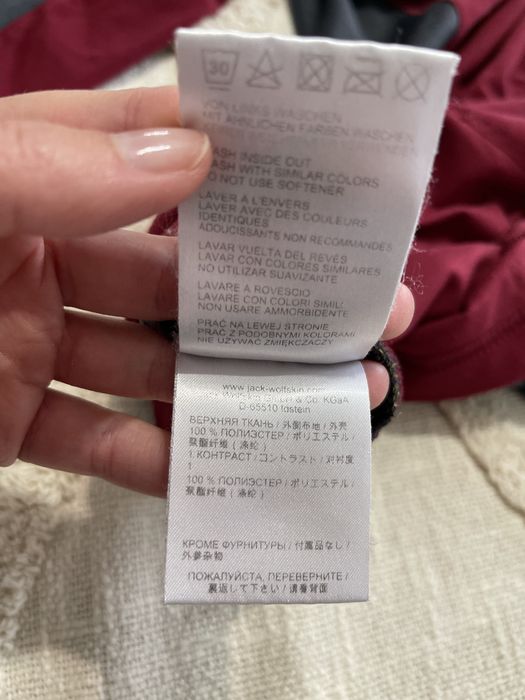 30
VON LINKS WASCHEN
MIT ÄHNLICHEN FARBEN WASCHEN
WASH INSIDE OUT
WASH WITH SIMILAR COLORS
DO NOT USE SOFTENER
LAVER A L'ENVERS
LAVER AVEC DES COULEURS
IDENTIQUES
ADOUCISSANTE NON RECOMMANDES
LAVAR VUELTA DEL REVÉS
LAVAR CON COLORES SIMILARES
NO UTILIZAR SUAVIZANTE
LAVARE A ROVESCIO
LAVARE CON COLORI SIMILI
NON USARE AMMORBIDENTE
PRAĆ NA LEWEJ STRONIE
PRAĆ Z PODOBNYMI KOLORAMI
NIE UŻYWAĆ ZMIĘKCZACZY
www.jack-wolfskin.com
GmbH & Co. KGaA
D-65510 Idstein
ВЕРХНЯЯ ТКАНЬ / 外側布地 / 外壳
100 % ПОЛИЭСТЕР / ポリエステル /
聚酯纤维 ( 涤纶 )
1. КОНТРАСТ / コントラスト / 对衬度
1
100 % ПОЛИЭСТЕР / ポリエステル /
聚酯纤维 ( 涤纶 )
КРОМЕ ФУРНИТУРЫ / 付属品なし /
外参杂物
ПОЖАЛУЙСТА, ПЕРЕВЕРНИТЕ /
裏返して下さい / 请看背面